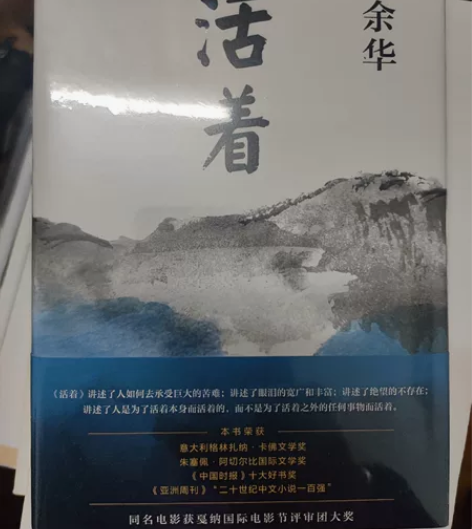 余华
活着
《活着》讲述了人如何去承受巨大的苦难；讲述了眼泪的宽广和丰富；讲述了绝望的不存在；
讲述了人是为了活着本身而活着的，而不是为了活着之外的任何事物而活着。
本书荣获
意大利格林扎纳·卡佛文学奖
朱塞佩·阿切尔比国际文学奖
《中国时报》十大好书奖
《亚洲周刊》“二十世纪中文小说一百强”
同名电影获戛纳国际电影节评审团大奖